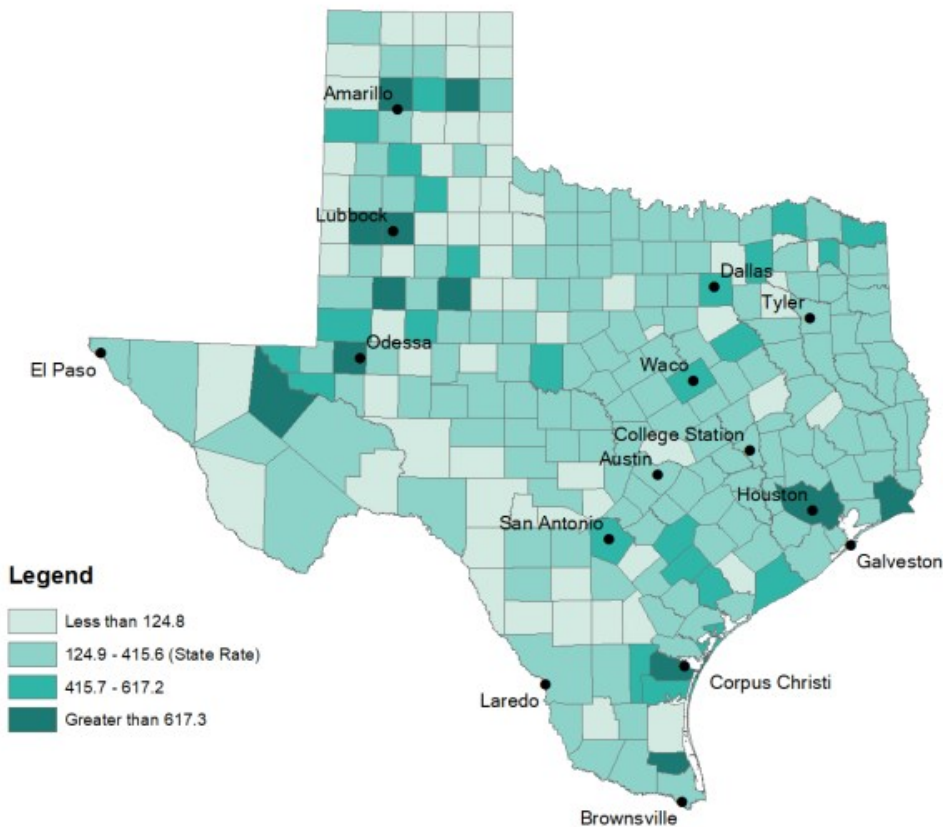 Amarillo
Lubbock
Dallas
Tyler
Odessa
El Paso
Waco
College Station
Austin
Houston
San Antonio
Galveston
Legend
Less than 124.8
124.9 - 415.6 (State Rate)
415.7 - 617.2
Greater than 617.3
Corpus Christi
Laredo
Brownsville